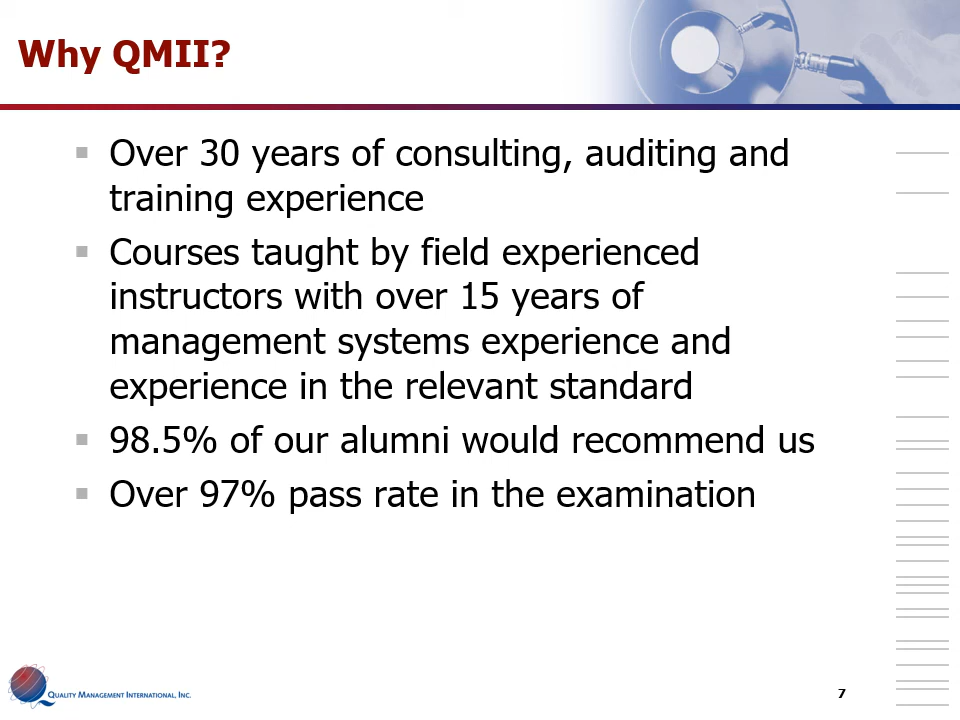 Why QMII?
Over 30 years of consulting, auditing and
training experience
Courses taught by field experienced
instructors with over 15 years of
management systems experience and
experience in the relevant standard
98.5% of our alumni would recommend us
Over 97% pass rate in the examination
Quality Management International, Inc.
7